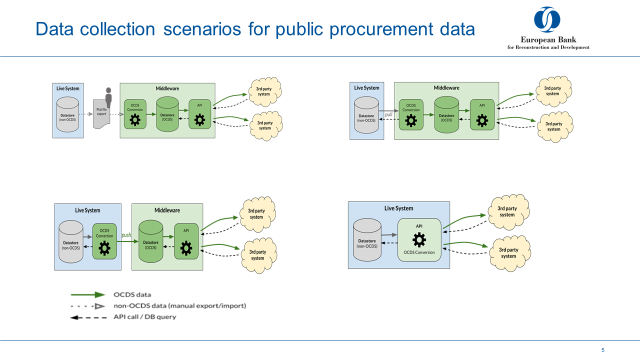 Data collection scenarios for public procurement data
European Bank
for Reconstruction and Development
Live System
Datastore
(non-OCDS)
Middleware
OCDS
Conversion
Datastore
(OCDS)
API
3rd party
system
3rd party
system
Live System
Datastore
(non-OCDS)
pull
Middleware
OCDS
Conversion
Datastore
(OCDS)
API
3rd party
system
3rd party
system
Live System
Datastore
(non-OCDS)
OCDS
Conversion
push
Middleware
Datastore
(OCDS)
API
3rd party
system
3rd party
system
Live System
Datastore
(non-OCDS)
API
OCDS Conversion
3rd party
system
3rd party
system
OCDS data
non-OCDS data (manual export/import)
API call / DB query
5